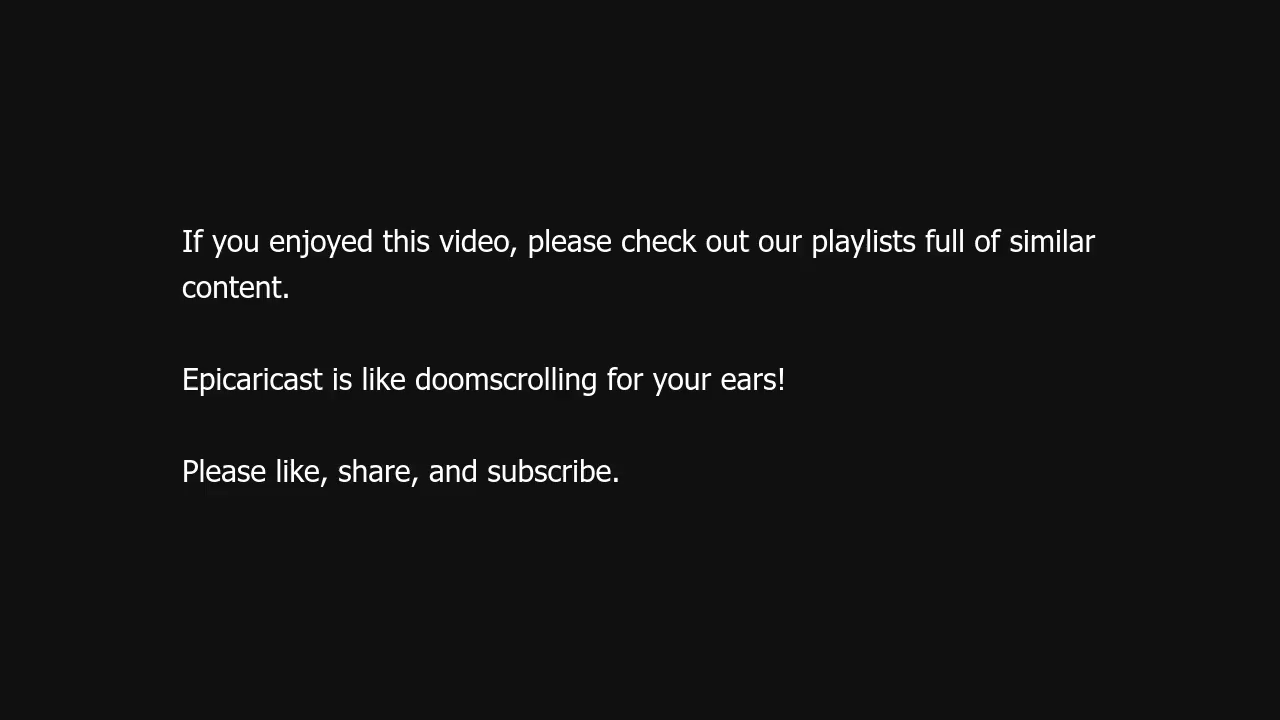 If you enjoyed this video, please check out our playlists full of similar
content.
Epicaricast is like doomscrolling for your ears!
Please like, share, and subscribe.